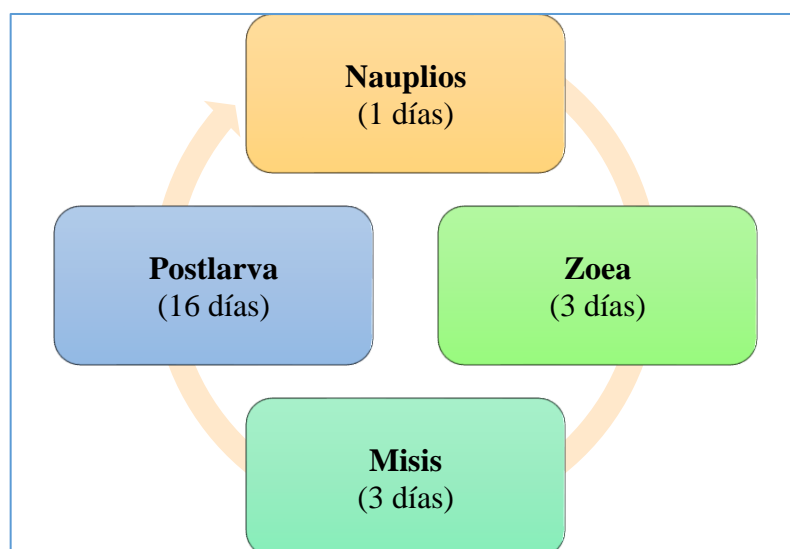 Nauplios
(1 días)
Zoea
(3 días)
Misis
(3 días)
Postlarva
(16 días)